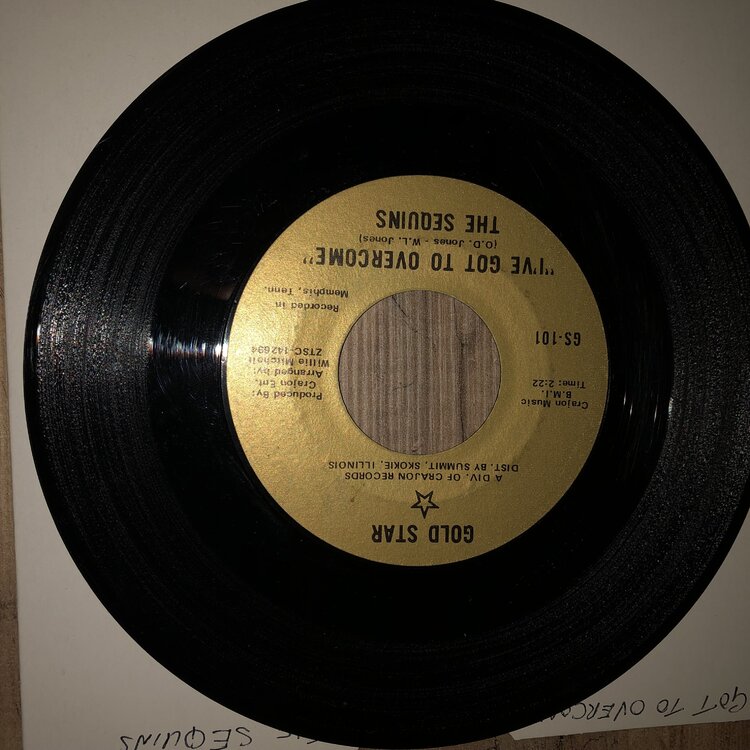 GOLD STAR
A DIV. OF CRAJON RECORDS
DIST. BY SUMMIT, SKOKIE, ILLINOIS
Crajon Music
B.M.I.
Time: 2:22
GS-101
Produced By:
Crajon Ent.
Arranged by:
Willie Mitchell
ZTSC-142694
Recorded in
Memphis, Tenn.
"I'VE GOT TO OVERCOME"
(O.D. Jones - W.L. Jones)
THE SEQUINS
GOT TO OVERCOM
SEQUINS